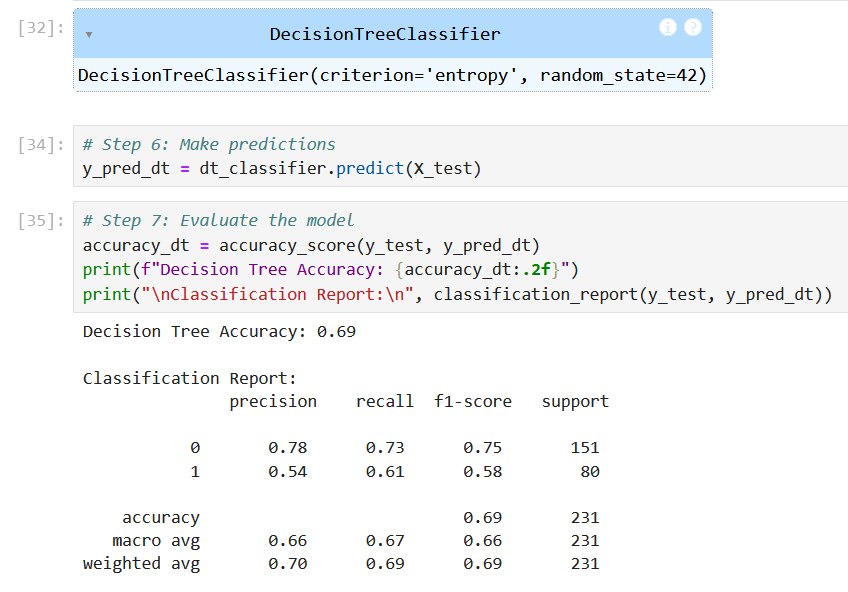 [32]:
DecisionTreeClassifier
DecisionTreeClassifier(criterion='entropy', random_state=42)
[34]:
# Step 6: Make predictions
y_pred_dt = dt_classifier.predict(X_test)
[35]:
# Step 7: Evaluate the model
accuracy_dt = accuracy_score(y_test, y_pred_dt)
print(f"Decision Tree Accuracy: {accuracy_dt:.2f}")
print("\nClassification Report:\n", classification_report(y_test, y_pred_dt))
Decision Tree Accuracy: 0.69
Classification Report:
precision recall f1-score support
0 0.78 0.73 0.75 151
1 0.54 0.61 0.58 80
accuracy 0.69 231
macro avg 0.66 0.67 0.66 231
weighted avg 0.70 0.69 0.69 231